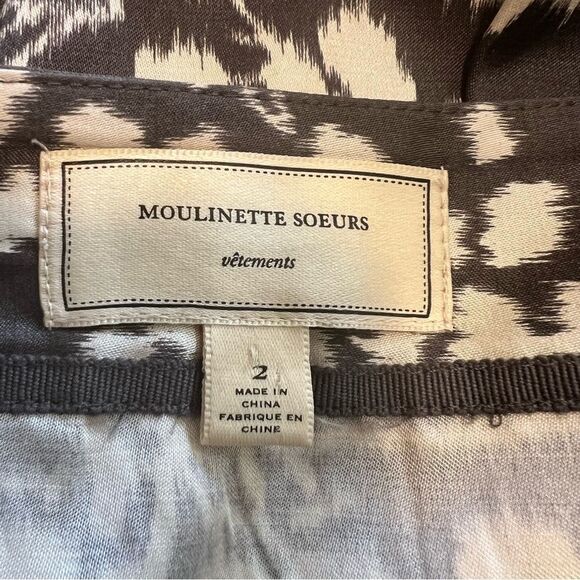 MOULINETTE SOEURS
vêtements
2
MADE IN
CHINA
FABRIQUE EN
CHINE